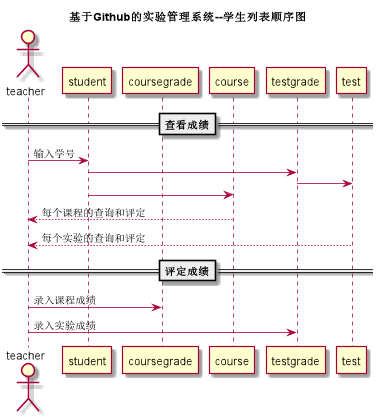 基于Github的实验管理系统--学生列表顺序图
teacher
student
coursegrade
course
testgrade
test
查看成绩
输入学号
每个课程的查询和评定
每个实验的查询和评定
评定成绩
录入课程成绩
录入实验成绩
teacher
student
coursegrade
course
testgrade
test